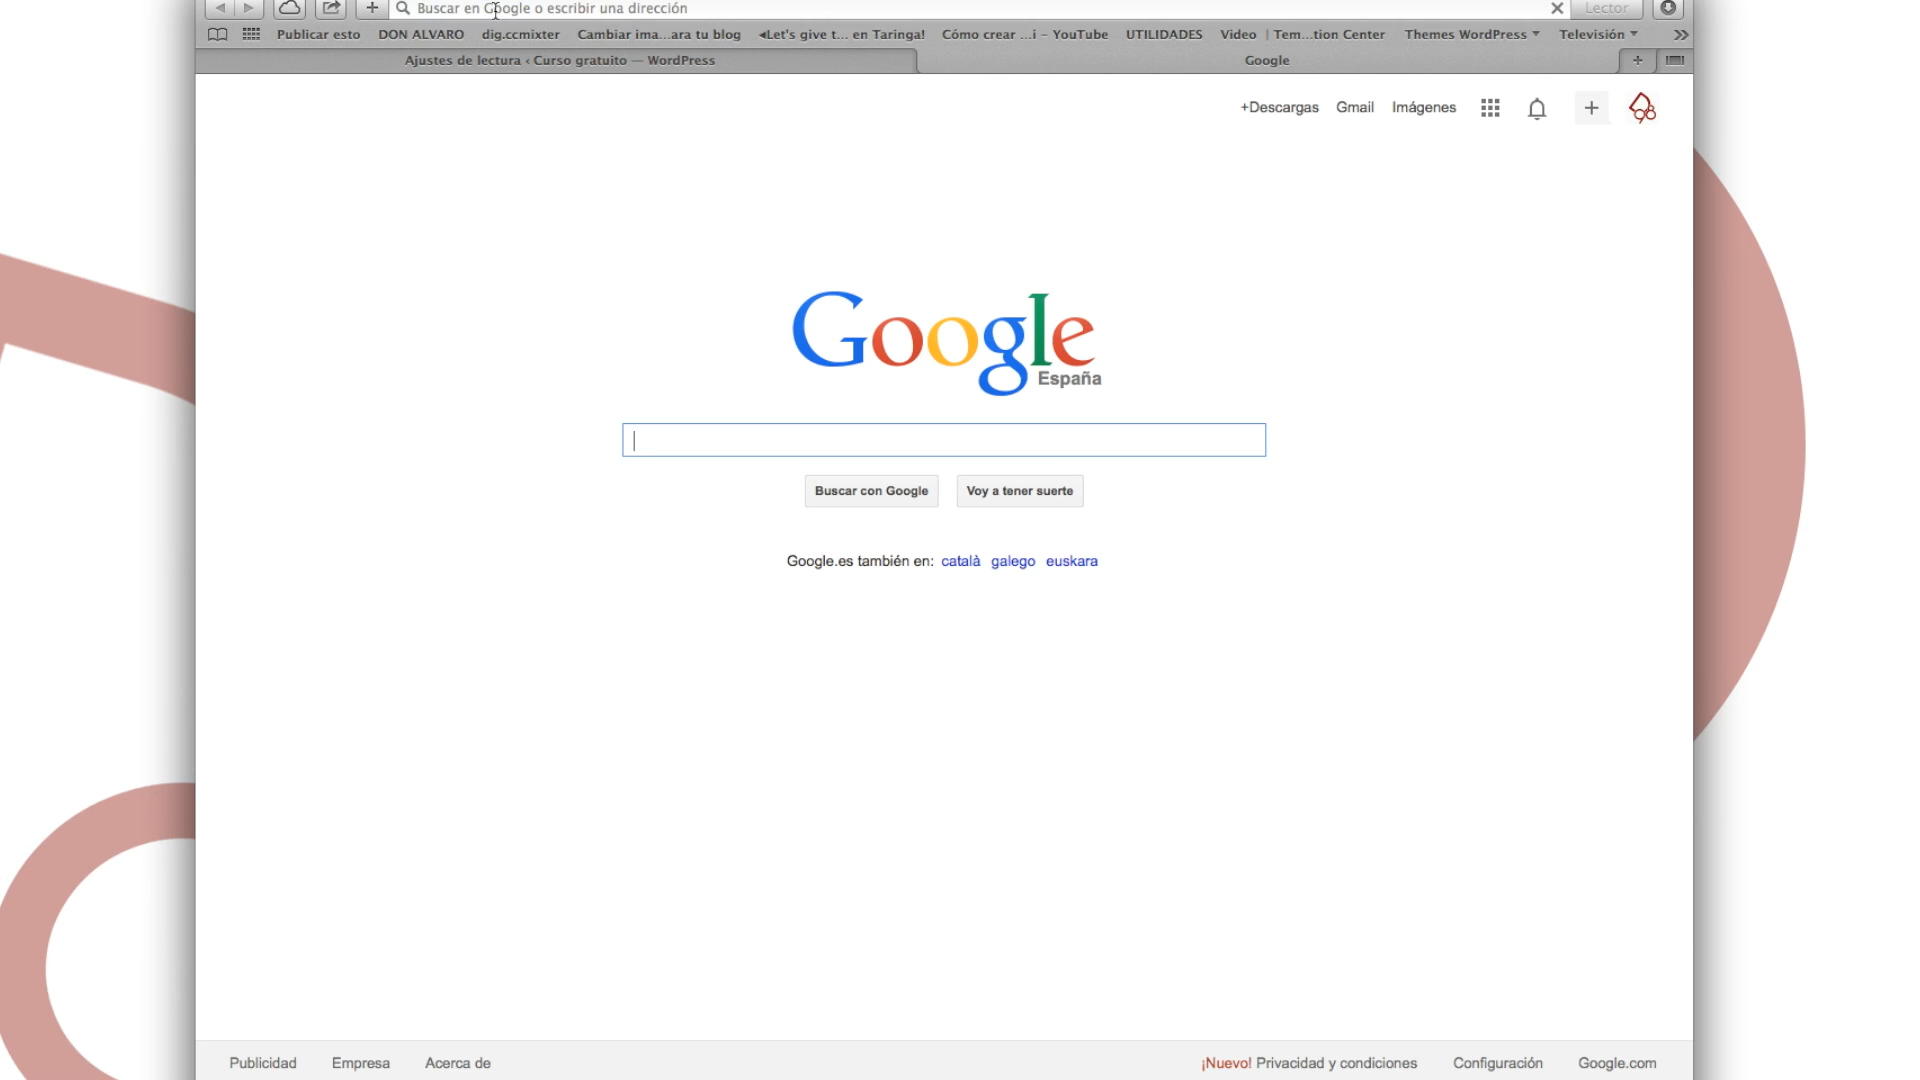 Buscar en Google o escribir una dirección
Lector
Publicar esto DON ALVARO dig.ccmixter Cambiar ima...ara tu blog ◂Let's give t... en Taringa! Cómo crear ...i – YouTube UTILIDADES Video | Tem...tion Center Themes WordPress ▾ Televisión ▾ »
Ajustes de lectura ‹ Curso gratuito — WordPress
Google
+Descargas Gmail Imágenes
Google
España
Buscar con Google Voy a tener suerte
Google.es también en: català galego euskara
Publicidad Empresa Acerca de ¡Nuevo! Privacidad y condiciones Configuración Google.com